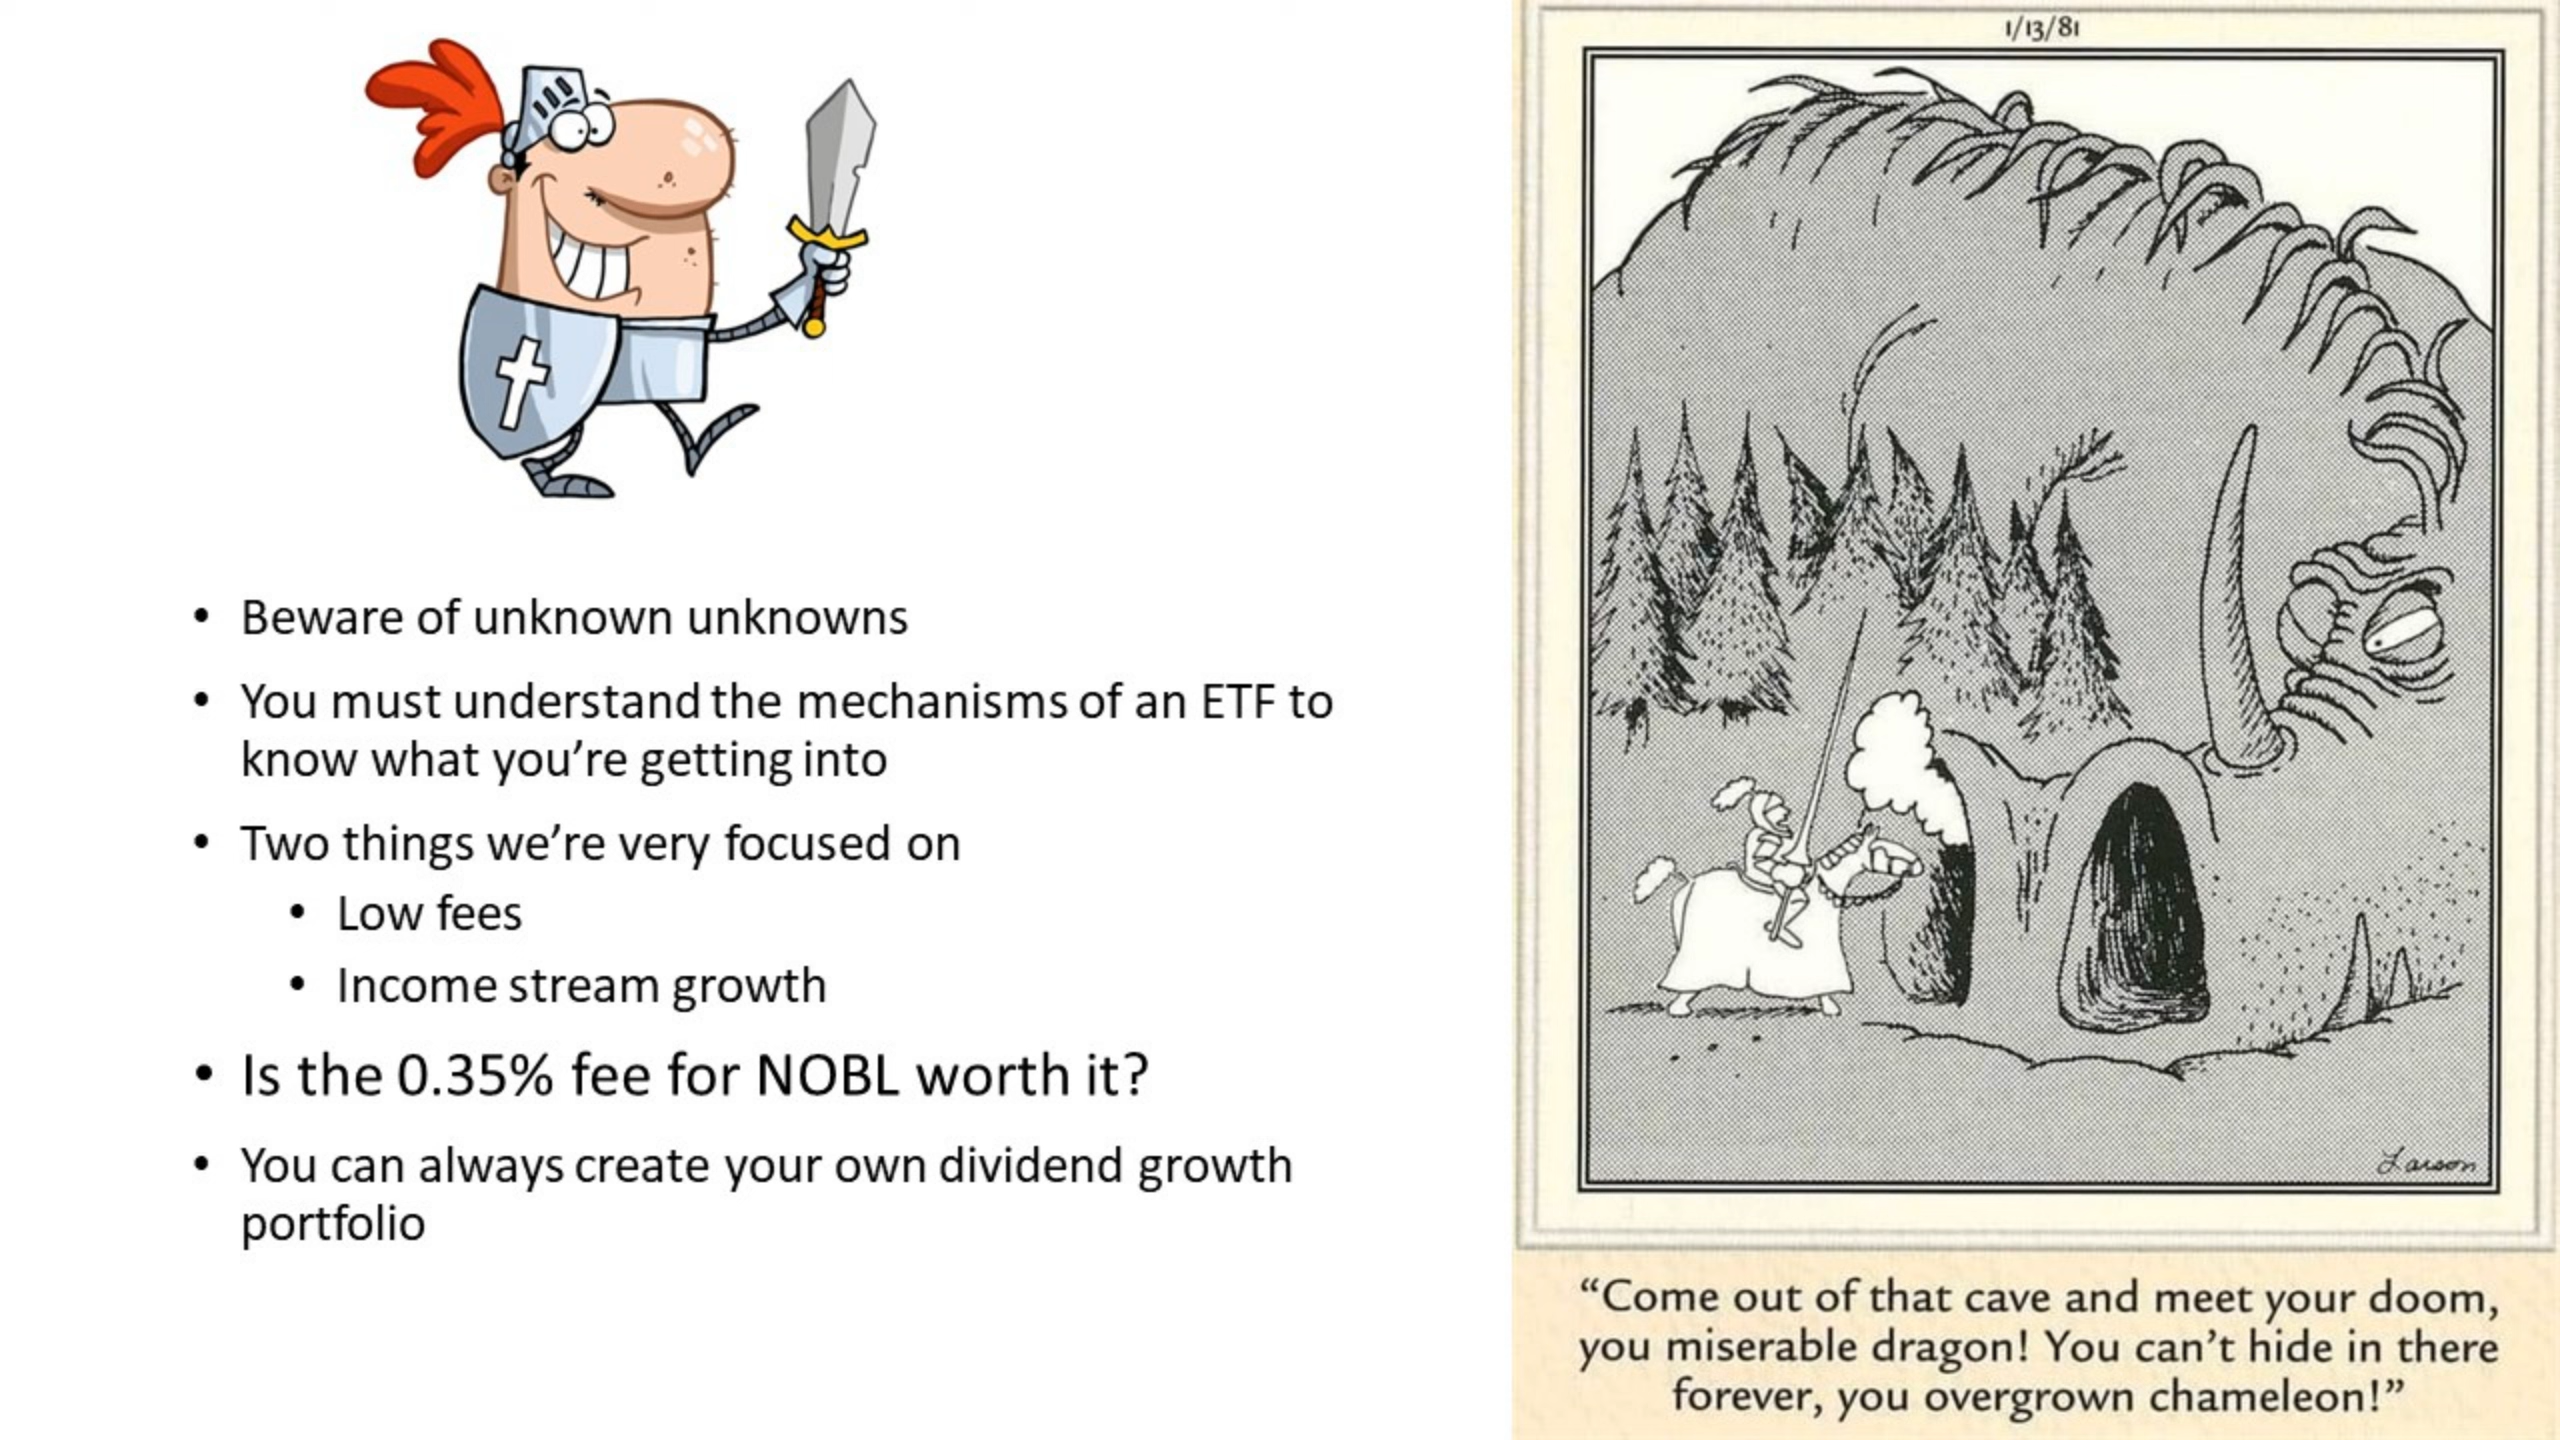 • Beware of unknown unknowns
• You must understand the mechanisms of an ETF to
know what you’re getting into
• Two things we’re very focused on
• Low fees
• Income stream growth
• Is the 0.35% fee for NOBL worth it?
• You can always create your own dividend growth
portfolio
1/13/81
Larson
“Come out of that cave and meet your doom,
you miserable dragon! You can’t hide in there
forever, you overgrown chameleon!”